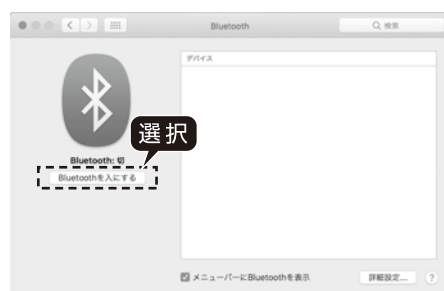 Bluetooth
検索
デバイス
選択
Bluetooth: 切
Bluetoothを入にする
メニューバーにBluetoothを表示
詳細設定...
?